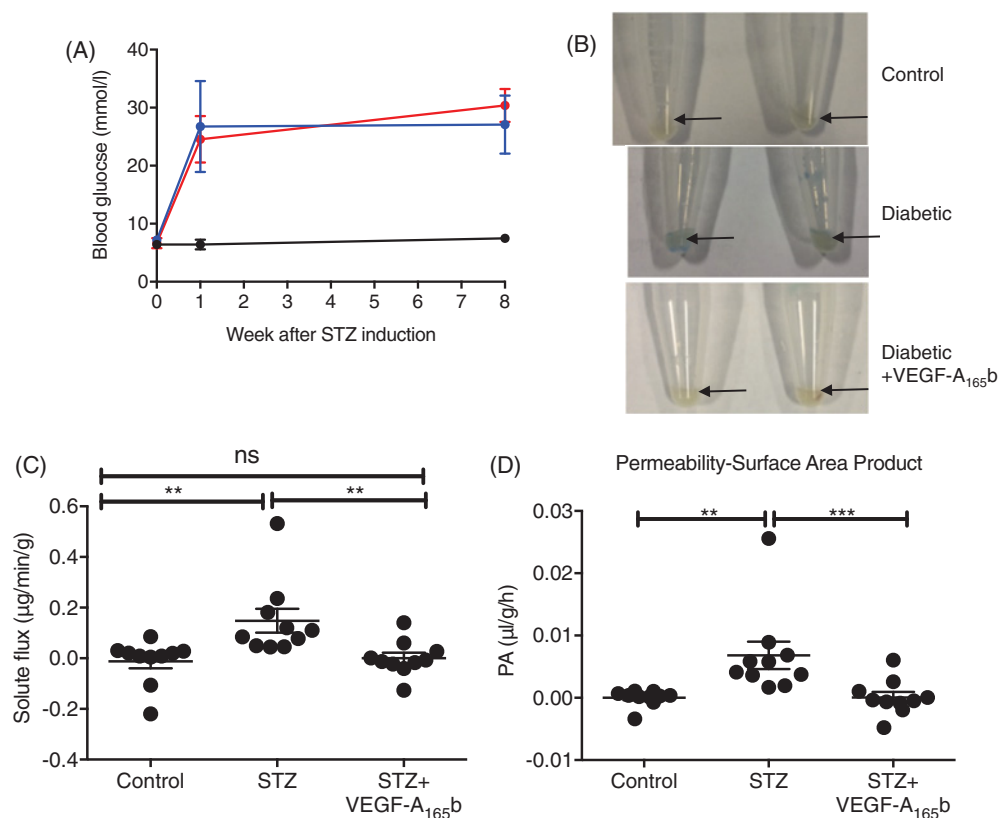 (A)
40
30
20
10
0
Blood gluocse (mmol/l)
0 1 2 3 4 5 6 7 8
Week after STZ induction
(B)
Control
Diabetic
Diabetic
+VEGF-A₁₆₅b
(C)
ns
** **
0.6
0.4
0.2
0.0
-0.2
-0.4
Solute flux (µg/min/g)
Control STZ STZ+
VEGF-A₁₆₅b
(D)
Permeability-Surface Area Product
** ***
0.03
0.02
0.01
0.00
-0.01
PA (µl/g/h)
Control STZ STZ+
VEGF-A₁₆₅b